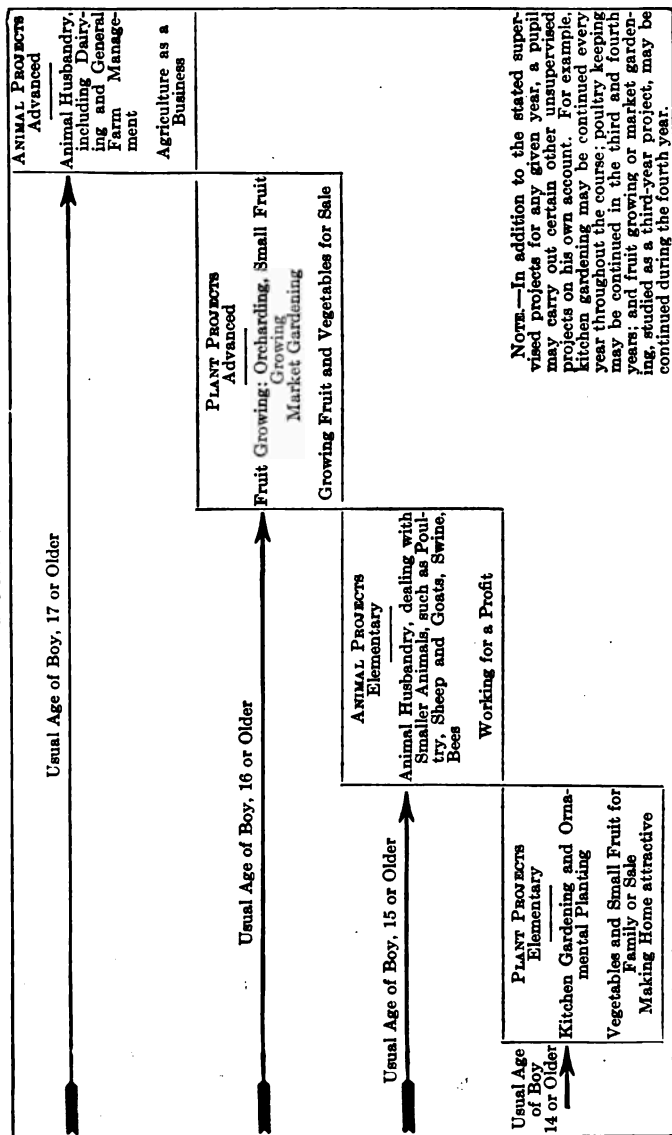 ANIMAL PROJECTS
Advanced
Animal Husbandry,
including Dairy-
ing and General
Farm Manage-
ment
Agriculture as a
Business
Usual Age of Boy, 17 or Older
PLANT PROJECTS
Advanced
Fruit Growing: Orcharding, Small Fruit
Growing
Market Gardening
Growing Fruit and Vegetables for Sale
Usual Age of Boy, 16 or Older
ANIMAL PROJECTS
Elementary
Animal Husbandry, dealing with
Smaller Animals, such as Poul-
try, Sheep and Goats, Swine,
Bees
Working for a Profit
Usual Age of Boy, 15 or Older
PLANT PROJECTS
Elementary
Kitchen Gardening and Orna-
mental Planting
Vegetables and Small Fruit for
Family or Sale
Making Home attractive
Usual Age
of Boy
14 or Older
NOTE.—In addition to the stated super-
vised projects for any given year, a pupil
may carry out certain other unsupervised
projects on his own account. For example,
kitchen gardening may be continued every
year throughout the course; poultry keeping
may be continued in the third and fourth
years; and fruit growing or market garden-
ing, studied as a third-year project, may be
continued during the fourth year.